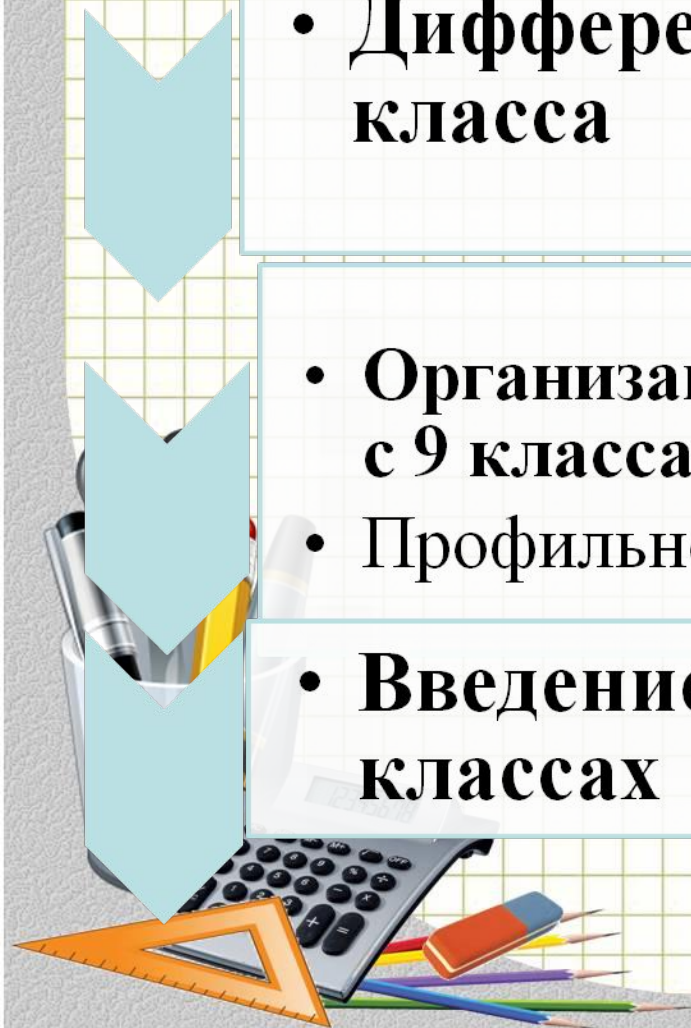 • Диффере
класса
• Организа
с 9 класса
• Профильн
• Введени
классах